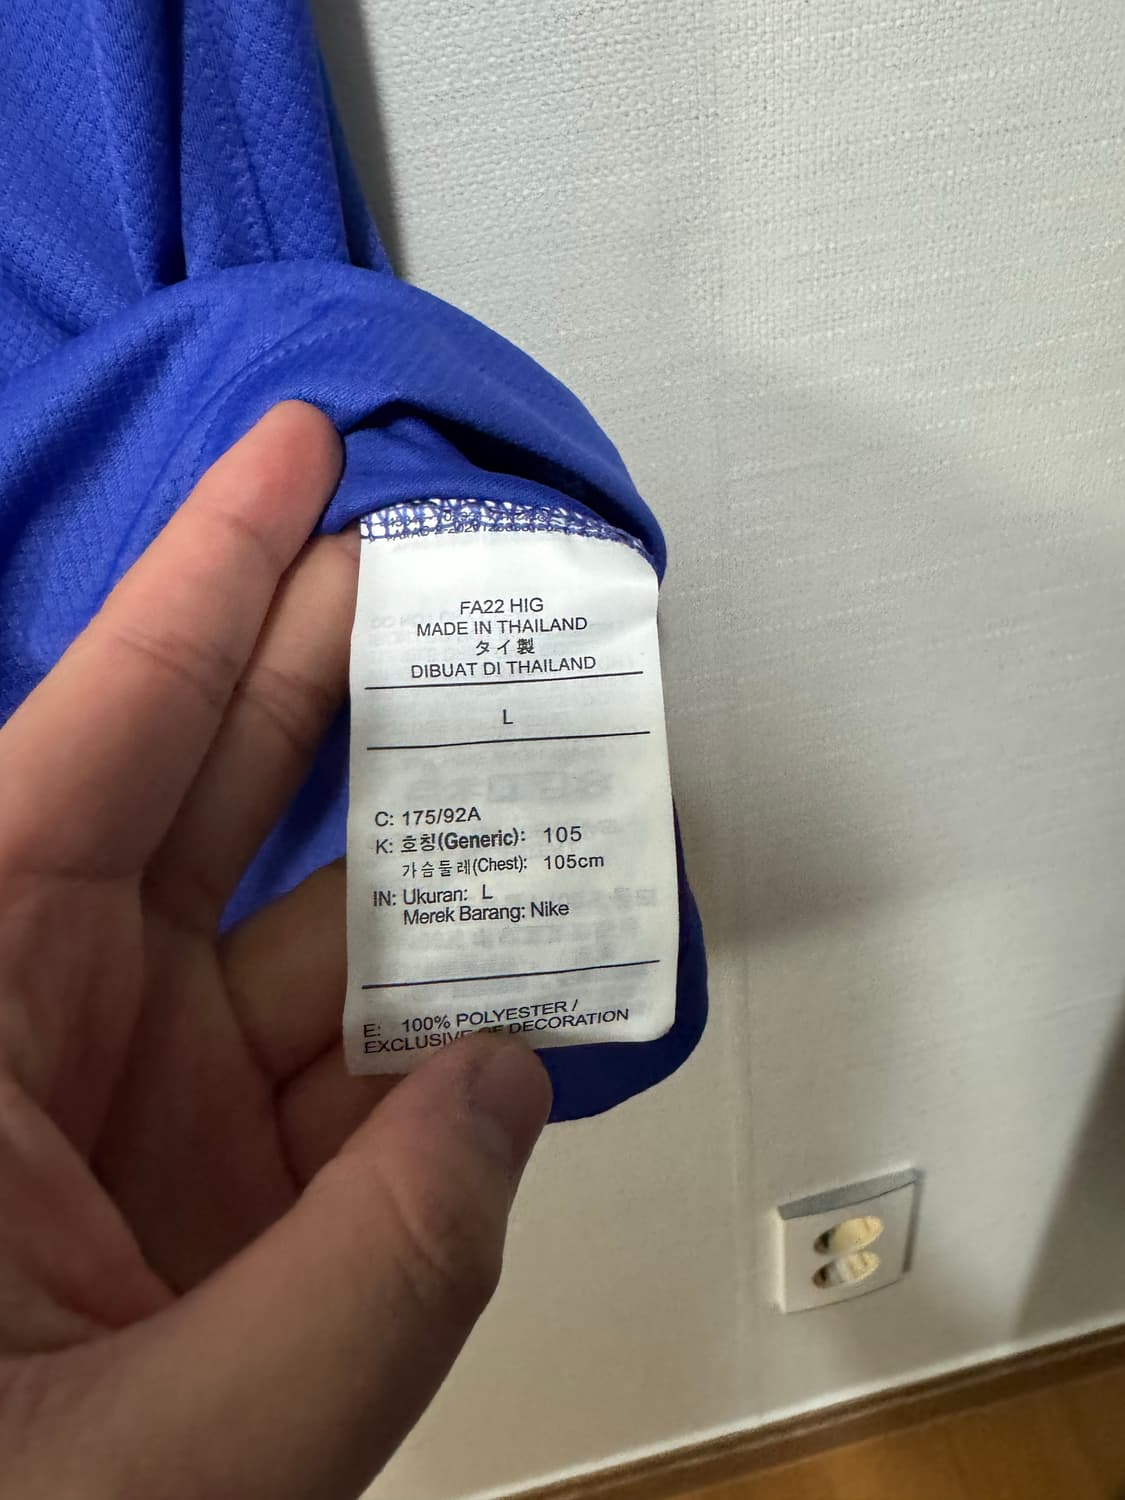 FA22 HIG
MADE IN THAILAND
タイ製
DIBUAT DI THAILAND
L
C: 175/92A
K: 호칭(Generic): 105
가슴둘레(Chest): 105cm
IN: Ukuran: L
Merek Barang: Nike
E: 100% POLYESTER /
EXCLUSIVE OF DECORATION